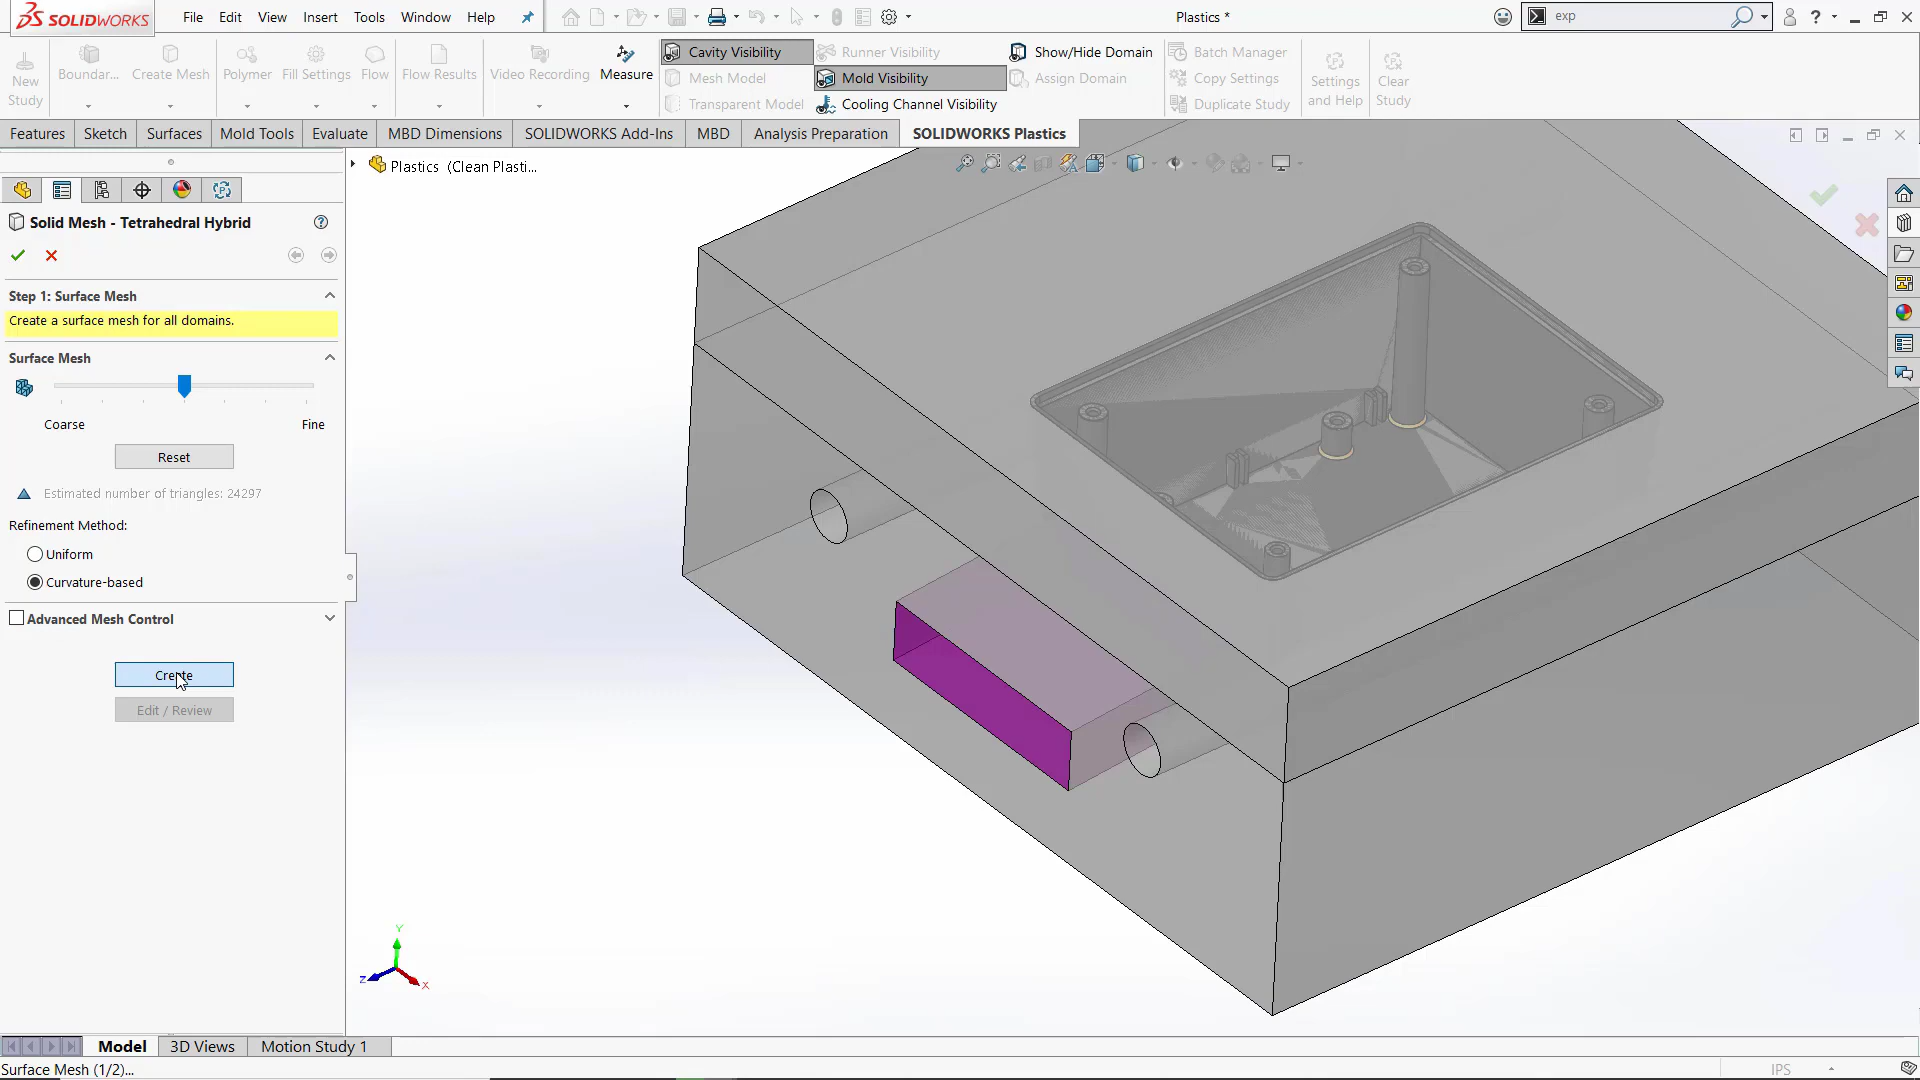 SOLIDWORKS
File Edit View Insert Tools Window Help
Plastics *
exp
New Study
Boundar...
Create Mesh
Polymer
Fill Settings
Flow
Flow Results
Video Recording
Measure
Cavity Visibility
Mesh Model
Transparent Model
Runner Visibility
Mold Visibility
Cooling Channel Visibility
Show/Hide Domain
Assign Domain
Batch Manager
Copy Settings
Duplicate Study
Settings and Help
Clear Study
Features Sketch Surfaces Mold Tools Evaluate MBD Dimensions SOLIDWORKS Add-Ins MBD Analysis Preparation SOLIDWORKS Plastics
Plastics (Clean Plasti...
Solid Mesh - Tetrahedral Hybrid
Step 1: Surface Mesh
Create a surface mesh for all domains.
Surface Mesh
Coarse Fine
Reset
Estimated number of triangles: 24297
Refinement Method:
Uniform
Curvature-based
Advanced Mesh Control
Create
Edit / Review
Y
Z
X
Model 3D Views Motion Study 1
Surface Mesh (1/2)...
IPS